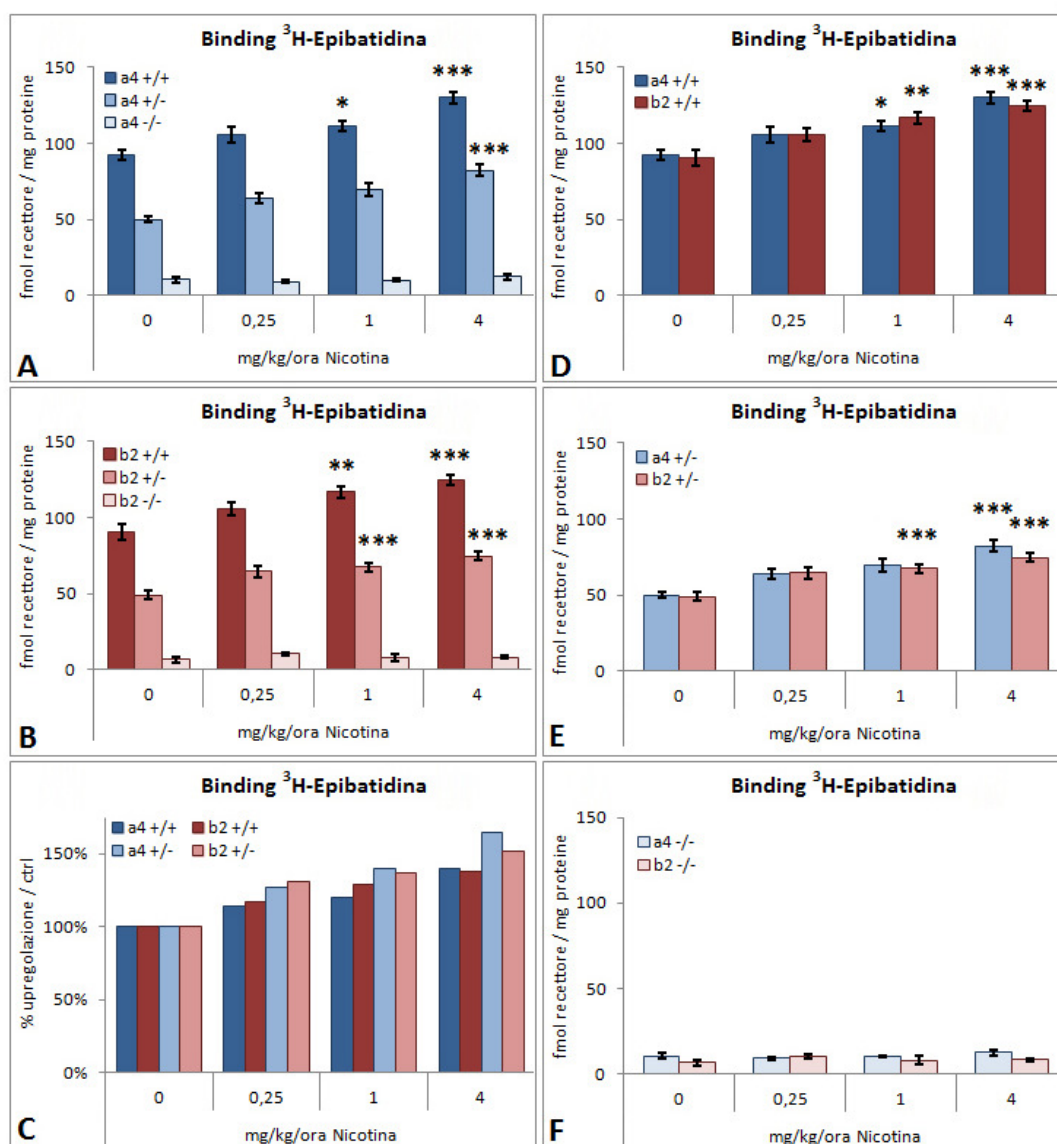 Binding ³H-Epibatidina
fmol recettore / mg proteine
150
100
50
0
a4 +/+
a4 +/-
a4 -/-
*
***
***
0 0,25 1 4
mg/kg/ora Nicotina
A
Binding ³H-Epibatidina
fmol recettore / mg proteine
150
100
50
0
a4 +/+
b2 +/+
*
**
***
***
0 0,25 1 4
mg/kg/ora Nicotina
D
Binding ³H-Epibatidina
fmol recettore / mg proteine
150
100
50
0
b2 +/+
b2 +/-
b2 -/-
**
***
***
***
0 0,25 1 4
mg/kg/ora Nicotina
B
Binding ³H-Epibatidina
fmol recettore / mg proteine
150
100
50
0
a4 +/-
b2 +/-
***
***
***
0 0,25 1 4
mg/kg/ora Nicotina
E
Binding ³H-Epibatidina
% upregolazione / ctrl
150%
100%
50%
0%
a4 +/+ b2 +/+
a4 +/- b2 +/-
0 0,25 1 4
mg/kg/ora Nicotina
C
Binding ³H-Epibatidina
fmol recettore / mg proteine
150
100
50
0
a4 -/-
b2 -/-
0 0,25 1 4
mg/kg/ora Nicotina
F